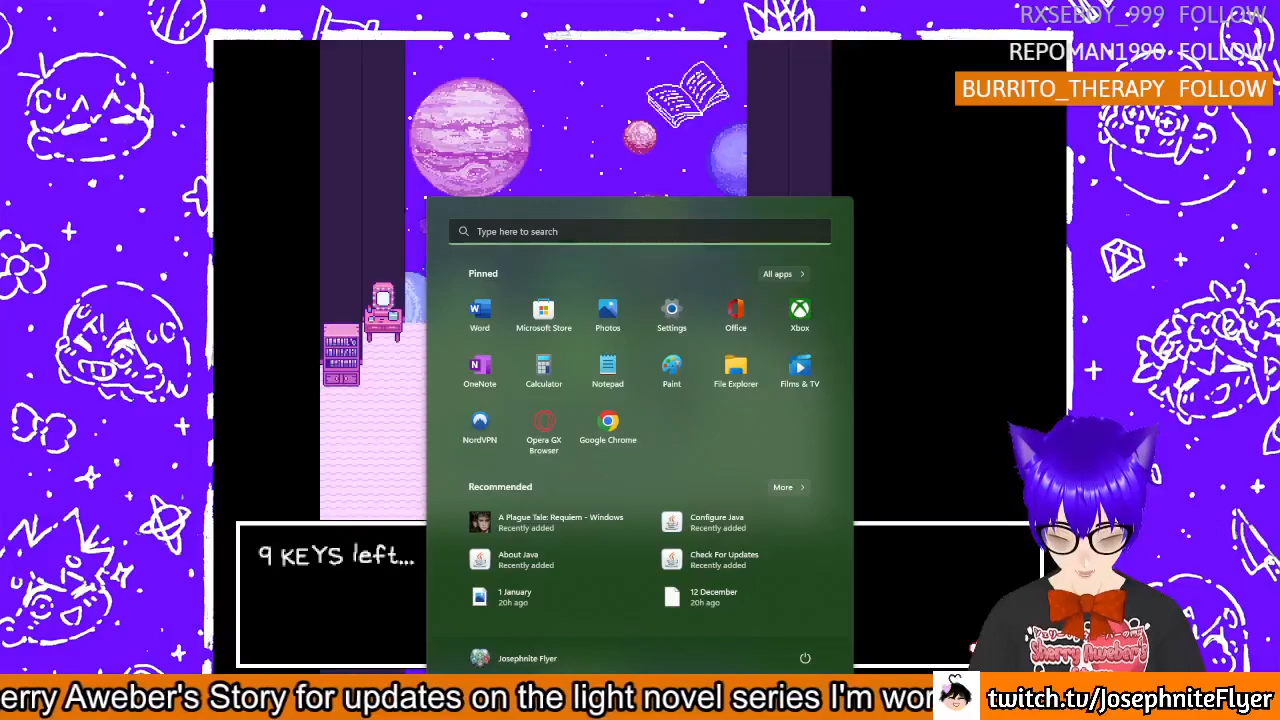 RXSEBOY_999 FOLLOW
REPOMAN1990 FOLLOW
BURRITO_THERAPY FOLLOW
Type here to search
Pinned
All apps
Word
Microsoft Store
Photos
Settings
Office
Xbox
OneNote
Calculator
Notepad
Paint
File Explorer
Films & TV
NordVPN
Opera GX
Browser
Google Chrome
Recommended
More
A Plague Tale: Requiem - Windows
Recently added
Configure Java
Recently added
About Java
Recently added
Check For Updates
Recently added
1 January
20h ago
12 December
20h ago
9 KEYS left...
Josephnite Flyer
Sherry Aweber's
erry Aweber's Story for updates on the light novel series I'm wor
twitch.tv/JosephniteFlyer